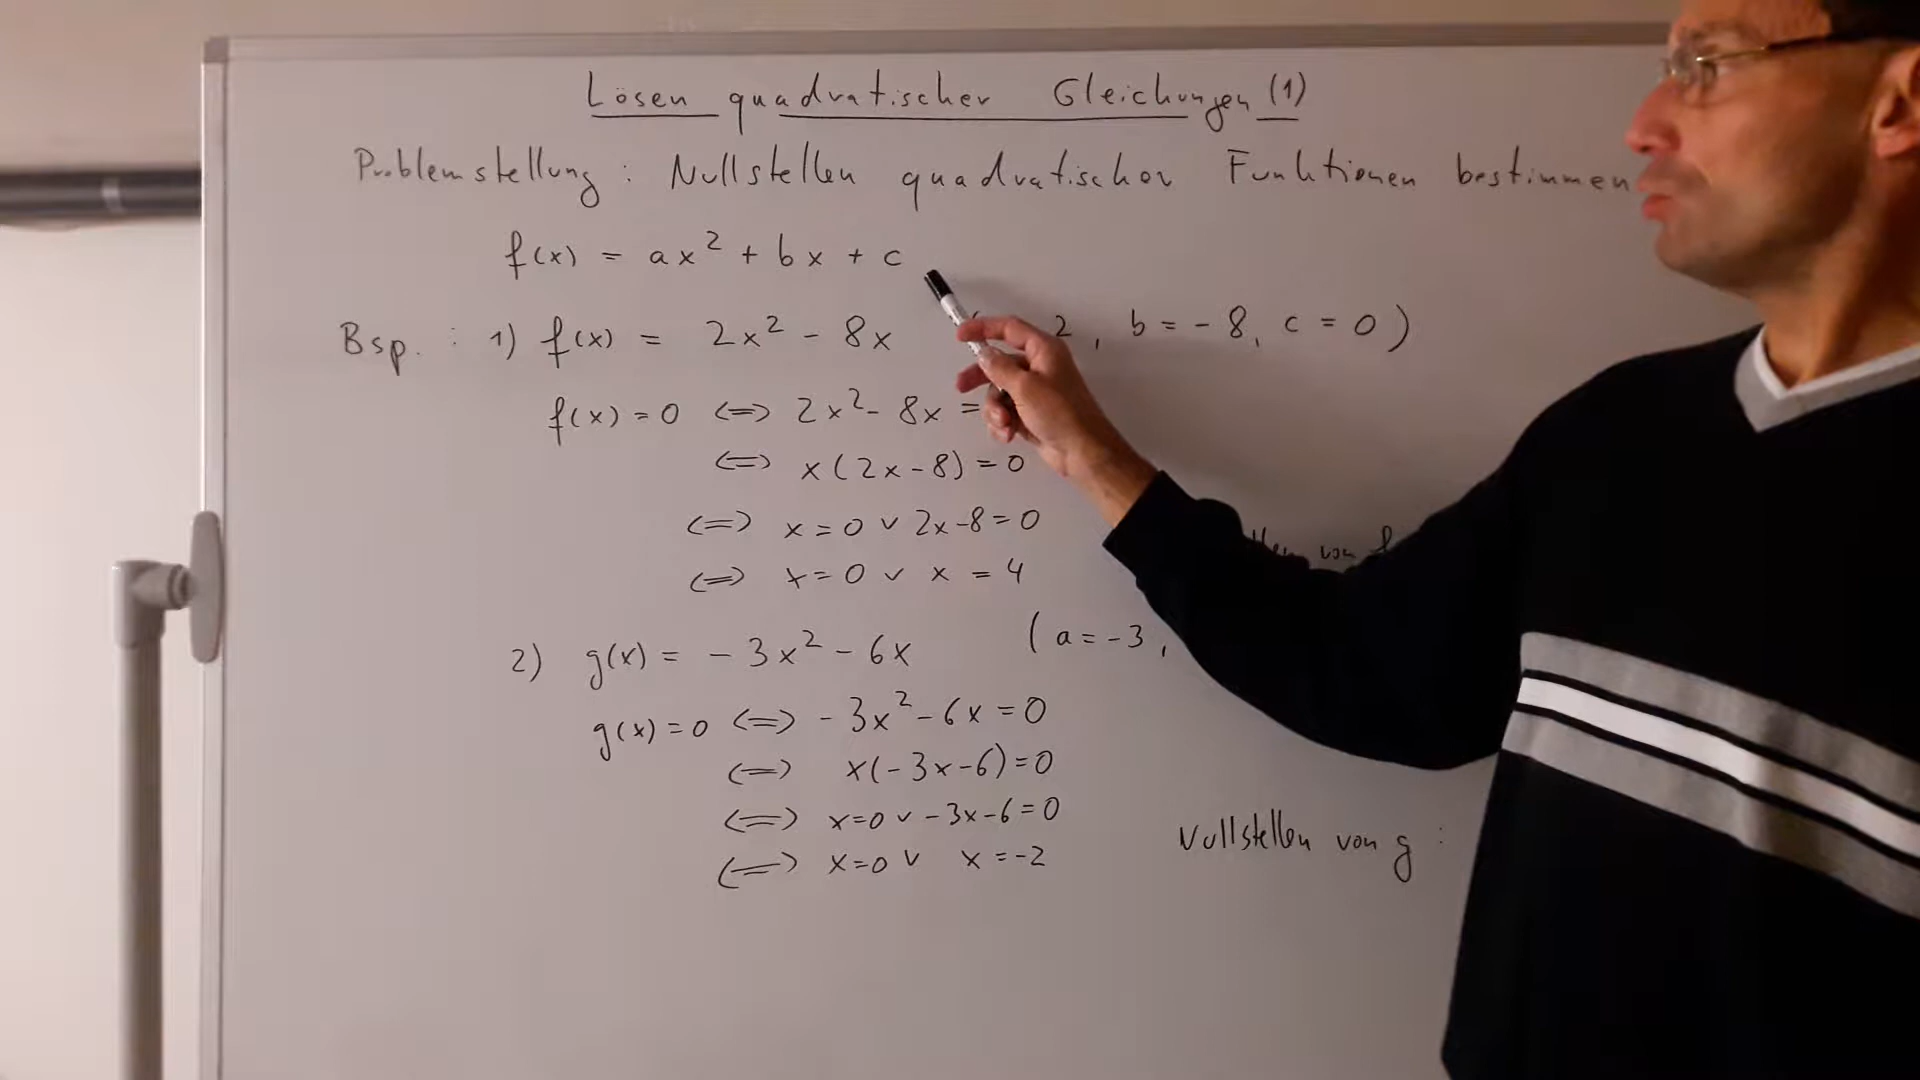 Lösen quadratischer Gleichungen (1)
Problemstellung : Nullstellen quadratischer Funktionen bestimmen
f(x) = ax² + bx + c
Bsp. : 1) f(x) = 2x² - 8x 2, b = -8, c = 0)
f(x) = 0 <=> 2x² - 8x =
<=> x(2x-8) = 0
<=> x = 0 ∨ 2x-8 = 0
<=> x = 0 ∨ x = 4
von f
2) g(x) = -3x² - 6x (a = -3,
g(x) = 0 <=> -3x² - 6x = 0
<=> x(-3x-6) = 0
<=> x=0 ∨ -3x-6 = 0
<=> x=0 ∨ x = -2
Nullstellen von g :